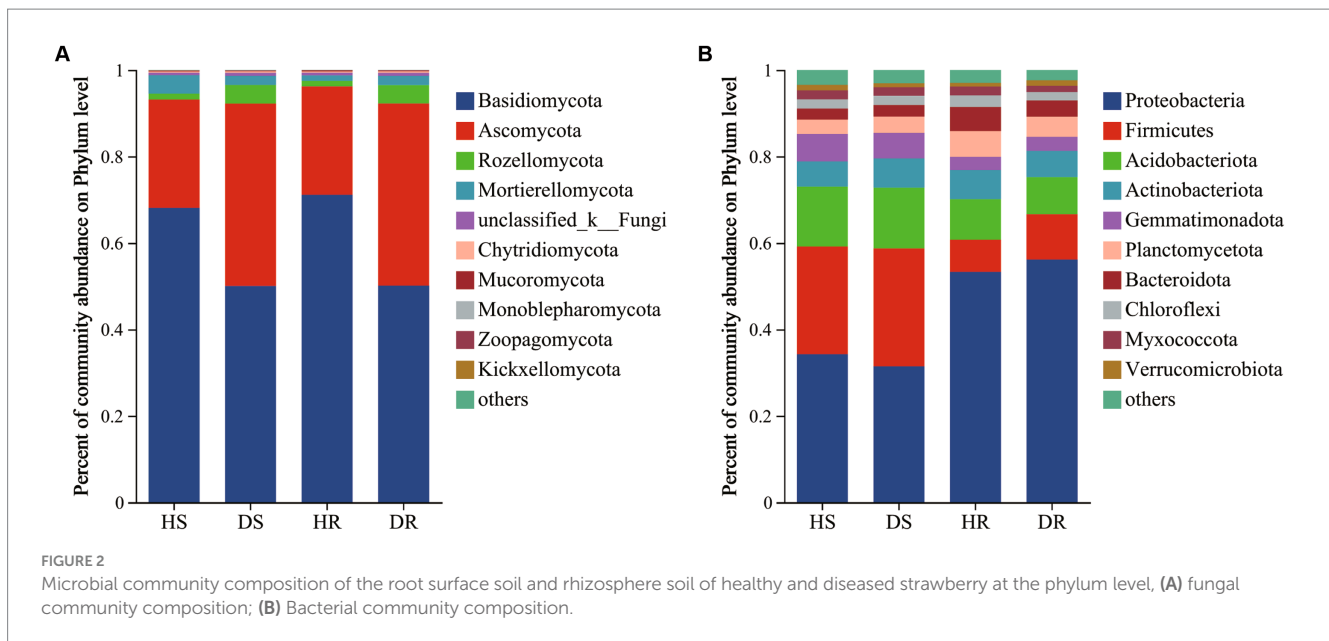 A
Percent of community abundance on Phylum level
1
0.8
0.6
0.4
0.2
0
HS DS HR DR
Basidiomycota
Ascomycota
Rozellomycota
Mortierellomycota
unclassified_k__Fungi
Chytridiomycota
Mucoromycota
Monoblepharomycota
Zoopagomycota
Kickxellomycota
others
B
Percent of community abundance on Phylum level
1
0.8
0.6
0.4
0.2
0
HS DS HR DR
Proteobacteria
Firmicutes
Acidobacteriota
Actinobacteriota
Gemmatimonadota
Planctomycetota
Bacteroidota
Chloroflexi
Myxococcota
Verrucomicrobiota
others
FIGURE 2
Microbial community composition of the root surface soil and rhizosphere soil of healthy and diseased strawberry at the phylum level, (A) fungal
community composition; (B) Bacterial community composition.